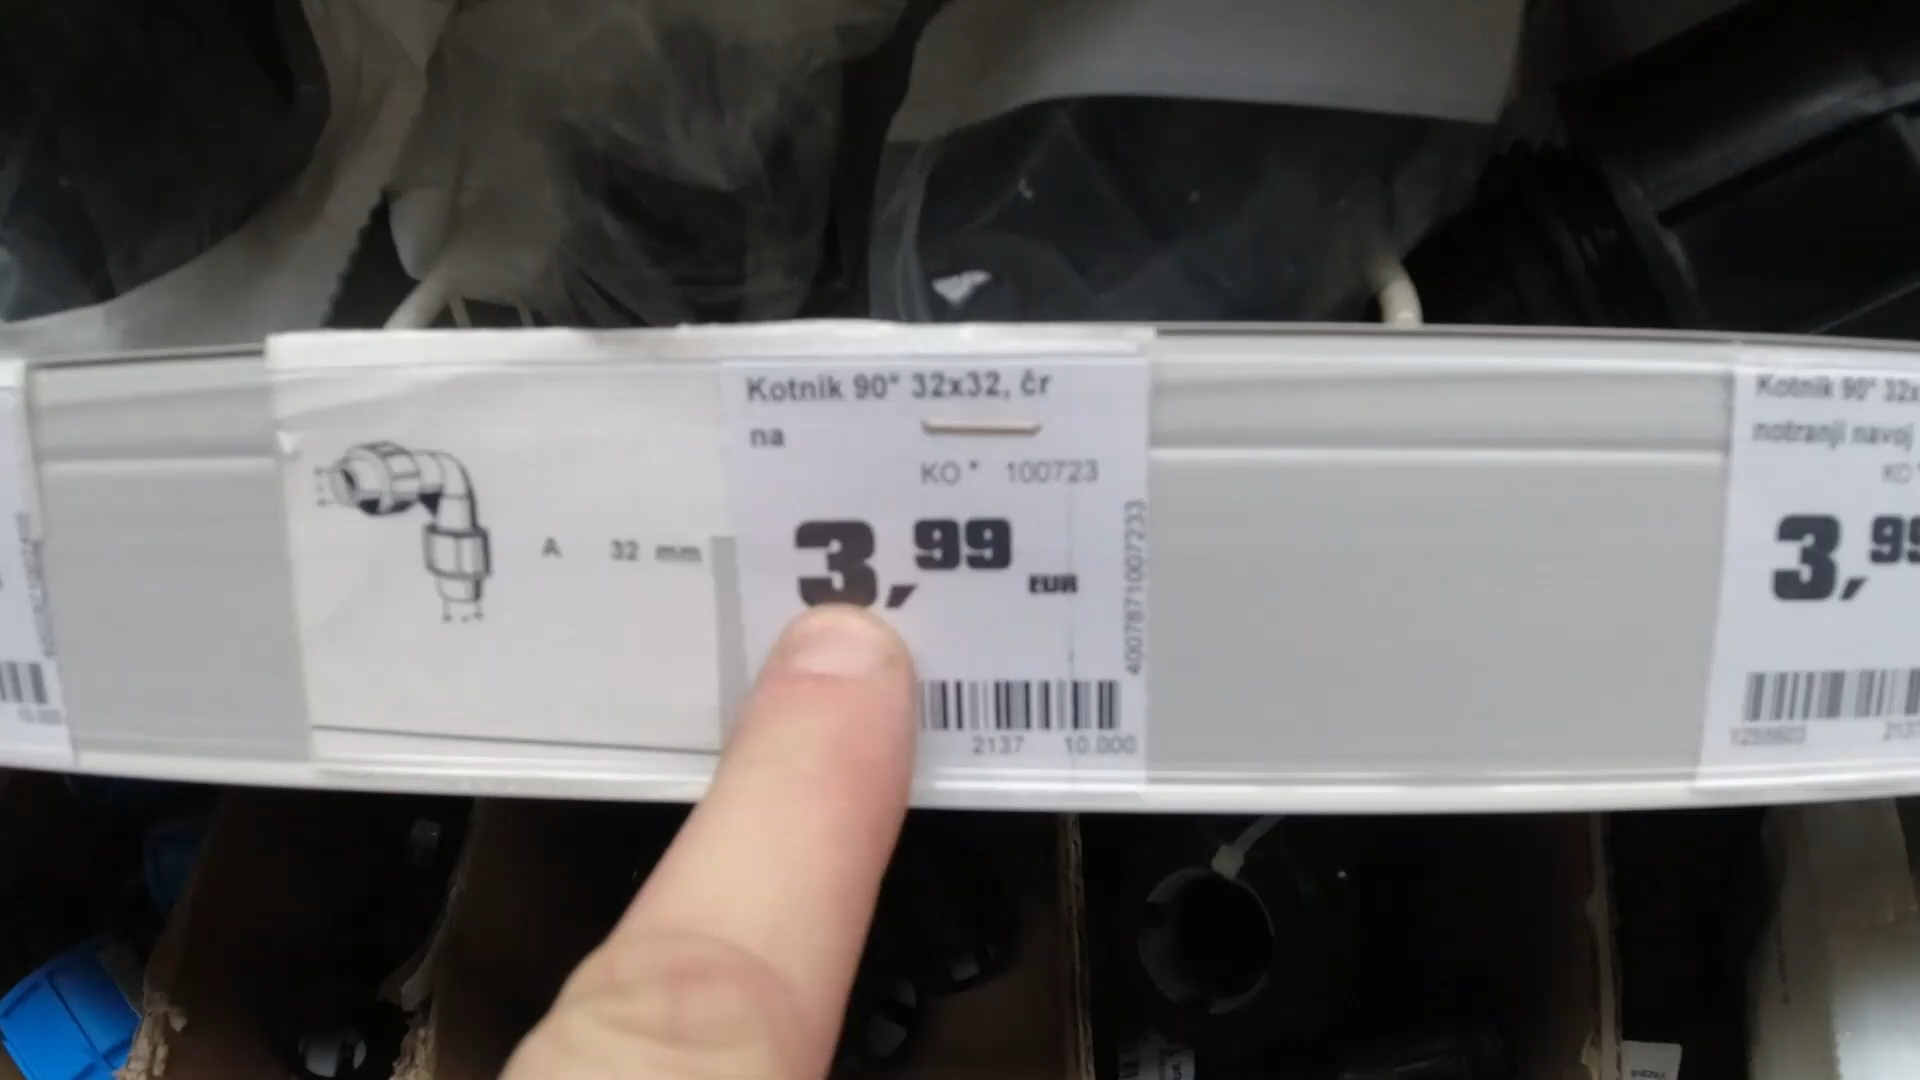 A 32 mm
Kotnik 90° 32x32, čr
na
KO * 100723
3,99 EUR
4007871007233
2137 10.000
Kotnik 90° 32x
notranji navoj
KO
3,99